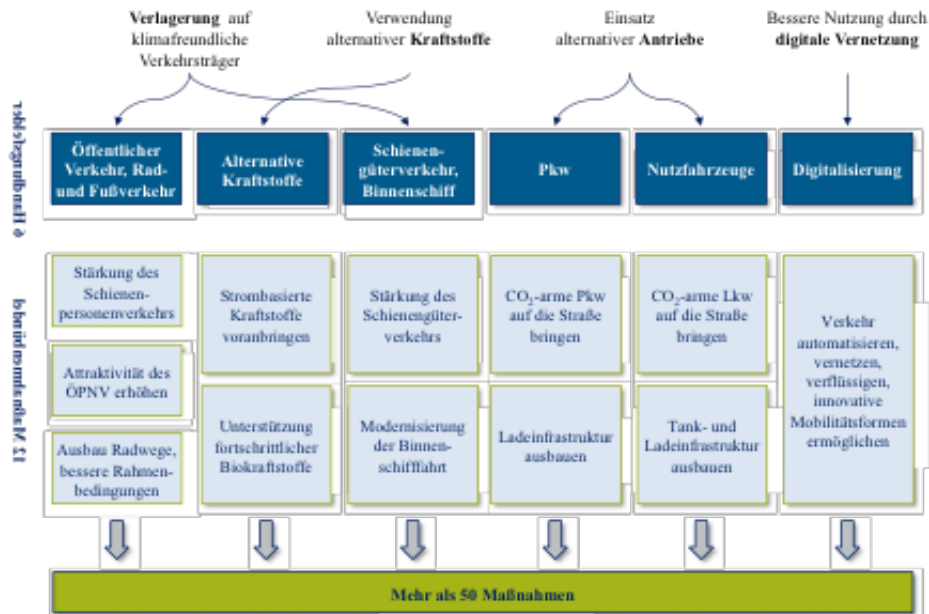 Verlagerung auf
klimafreundliche
Verkehrsträger
Verwendung
alternativer Kraftstoffe
Einsatz
alternativer Antriebe
Bessere Nutzung durch
digitale Vernetzung
6 Handlungsfelder
Öffentlicher
Verkehr, Rad-
und Fußverkehr
Alternative
Kraftstoffe
Schienen-
güterverkehr,
Binnenschiff
Pkw
Nutzfahrzeuge
Digitalisierung
12 Maßnahmenbündel
Stärkung des
Schienen-
personenverkehrs
Attraktivität des
ÖPNV erhöhen
Ausbau Radwege,
bessere Rahmen-
bedingungen
Strombasierte
Kraftstoffe
voranbringen
Unterstützung
fortschrittlicher
Biokraftstoffe
Stärkung des
Schienengüter-
verkehrs
Modernisierung
der Binnen-
schifffahrt
CO₂-arme Pkw
auf die Straße
bringen
Ladeinfrastruktur
ausbauen
CO₂-arme Lkw
auf die Straße
bringen
Tank- und
Ladeinfrastruktur
ausbauen
Verkehr
automatisieren,
vernetzen,
verflüssigen,
innovative
Mobilitätsformen
ermöglichen
Mehr als 50 Maßnahmen